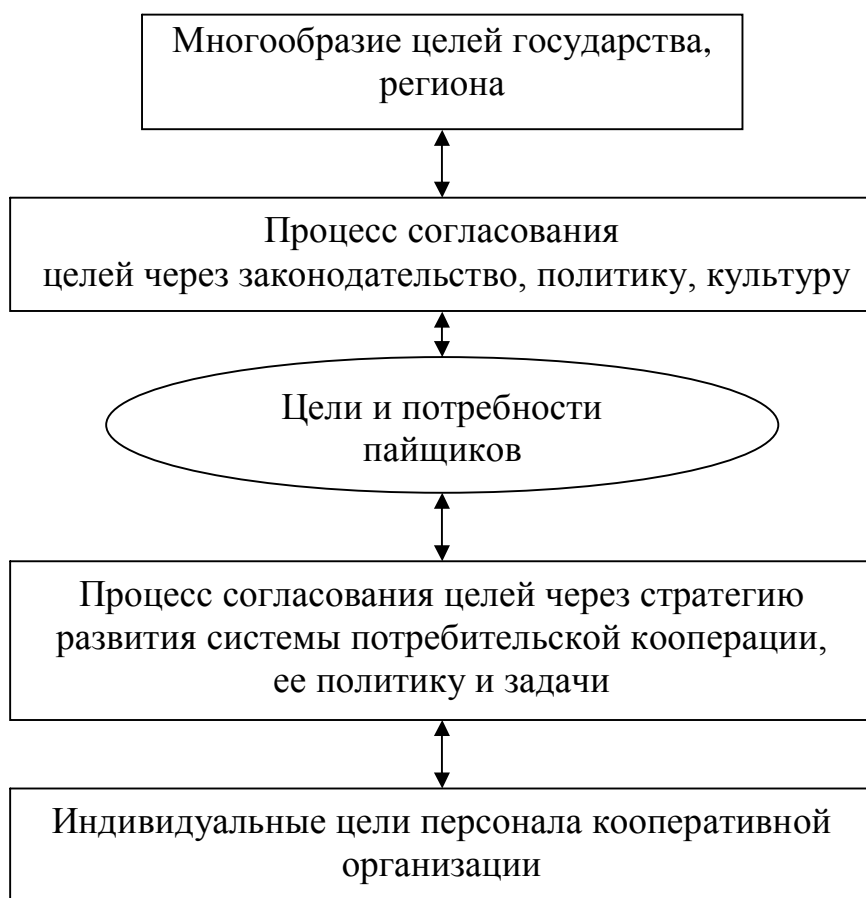 Многообразие целей государства,
региона
Процесс согласования
целей через законодательство, политику, культуру
Цели и потребности
пайщиков
Процесс согласования целей через стратегию
развития системы потребительской кооперации,
ее политику и задачи
Индивидуальные цели персонала кооперативной
организации